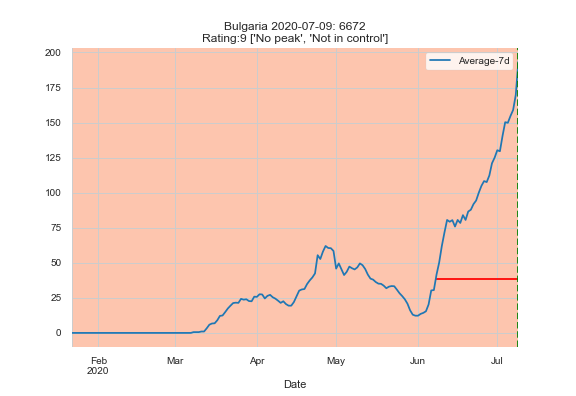 Bulgaria 2020-07-09: 6672
Rating:9 ['No peak', 'Not in control']
Average-7d
200
175
150
125
100
75
50
25
0
Feb Mar Apr May Jun Jul
2020
Date